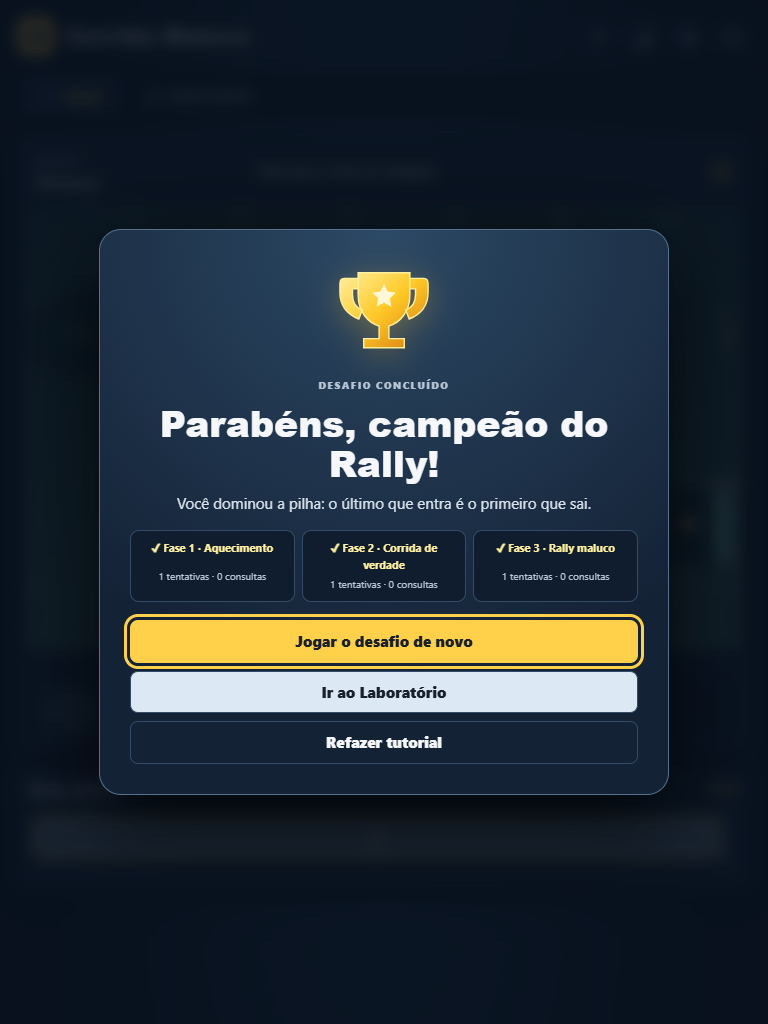 DESAFIO CONCLUÍDO
Parabéns, campeão do
Rally!
Você dominou a pilha: o último que entra é o primeiro que sai.
✓ Fase 1 · Aquecimento
1 tentativas · 0 consultas
✓ Fase 2 · Corrida de
verdade
1 tentativas · 0 consultas
✓ Fase 3 · Rally maluco
1 tentativas · 0 consultas
Jogar o desafio de novo
Ir ao Laboratório
Refazer tutorial